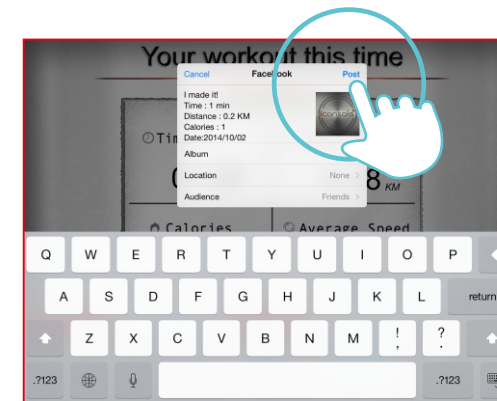 Your workout this time
Cancel Facebook Post
I made it!
Time : 1 min
Distance : 0.2 KM
Calories : 1
Date:2014/10/02
Album
Location None >
Audience Friends >
8 KM
Calories Average Speed
Q W E R T Y U I O P
A S D F G H J K L return
Z X C V B N M ! , ? .
.?123 .?123